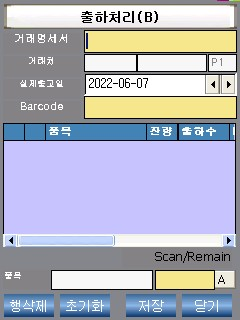 출하처리(B)
거래명세서
거래처 P1
실제출고일 2022-06-07
Barcode
품목 잔량 출하수
Scan/Remain
품목 A
행삭제 초기화 저장 닫기